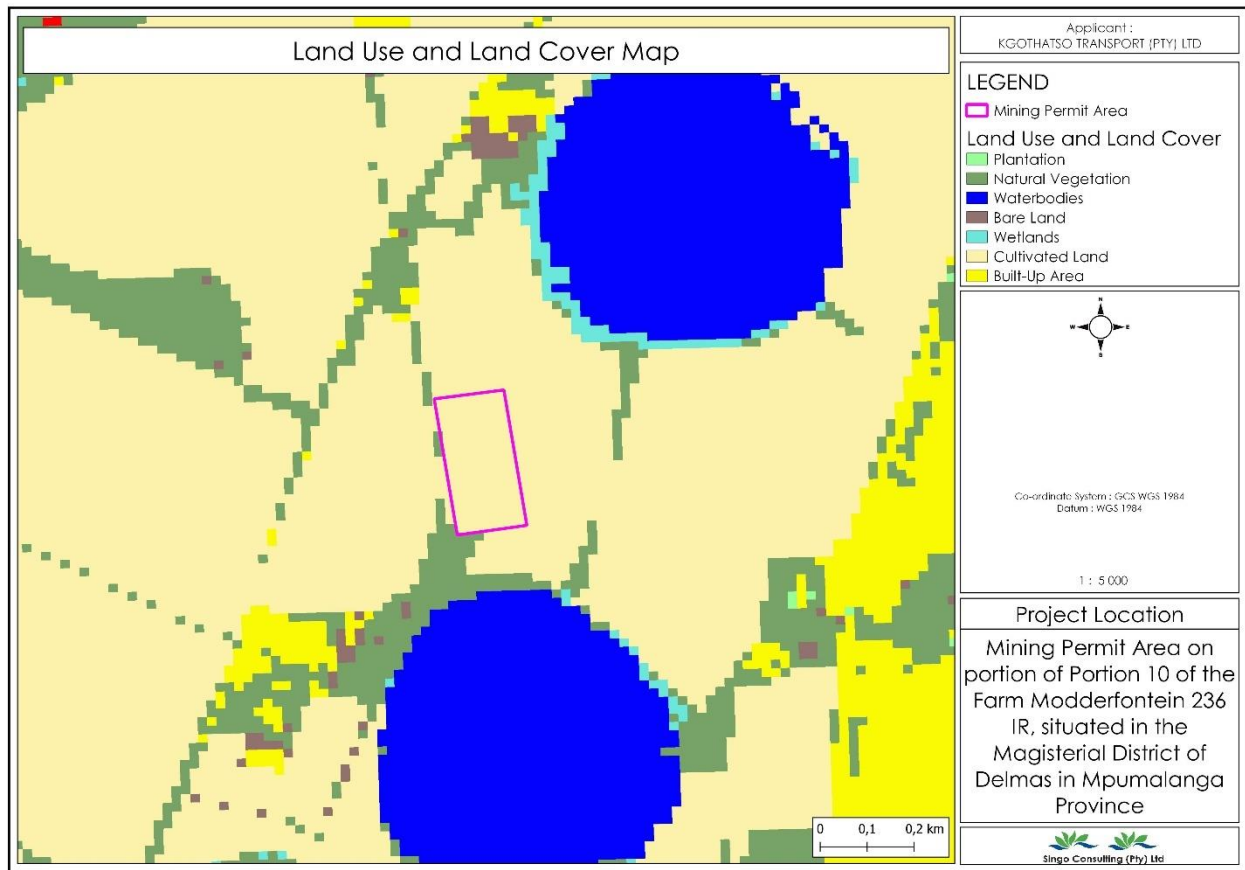 Land Use and Land Cover Map
Applicant :
KGOTHATSO TRANSPORT (PTY) LTD
LEGEND
Mining Permit Area
Land Use and Land Cover
Plantation
Natural Vegetation
Waterbodies
Bare Land
Wetlands
Cultivated Land
Built-Up Area
N
W E
S
Co-ordinate System : GCS WGS 1984
Datum : WGS 1984
1 : 5 000
Project Location
Mining Permit Area on
portion of Portion 10 of the
Farm Modderfontein 236
IR, situated in the
Magisterial District of
Delmas in Mpumalanga
Province
0 0,1 0,2 km
Singo Consulting (Pty) Ltd